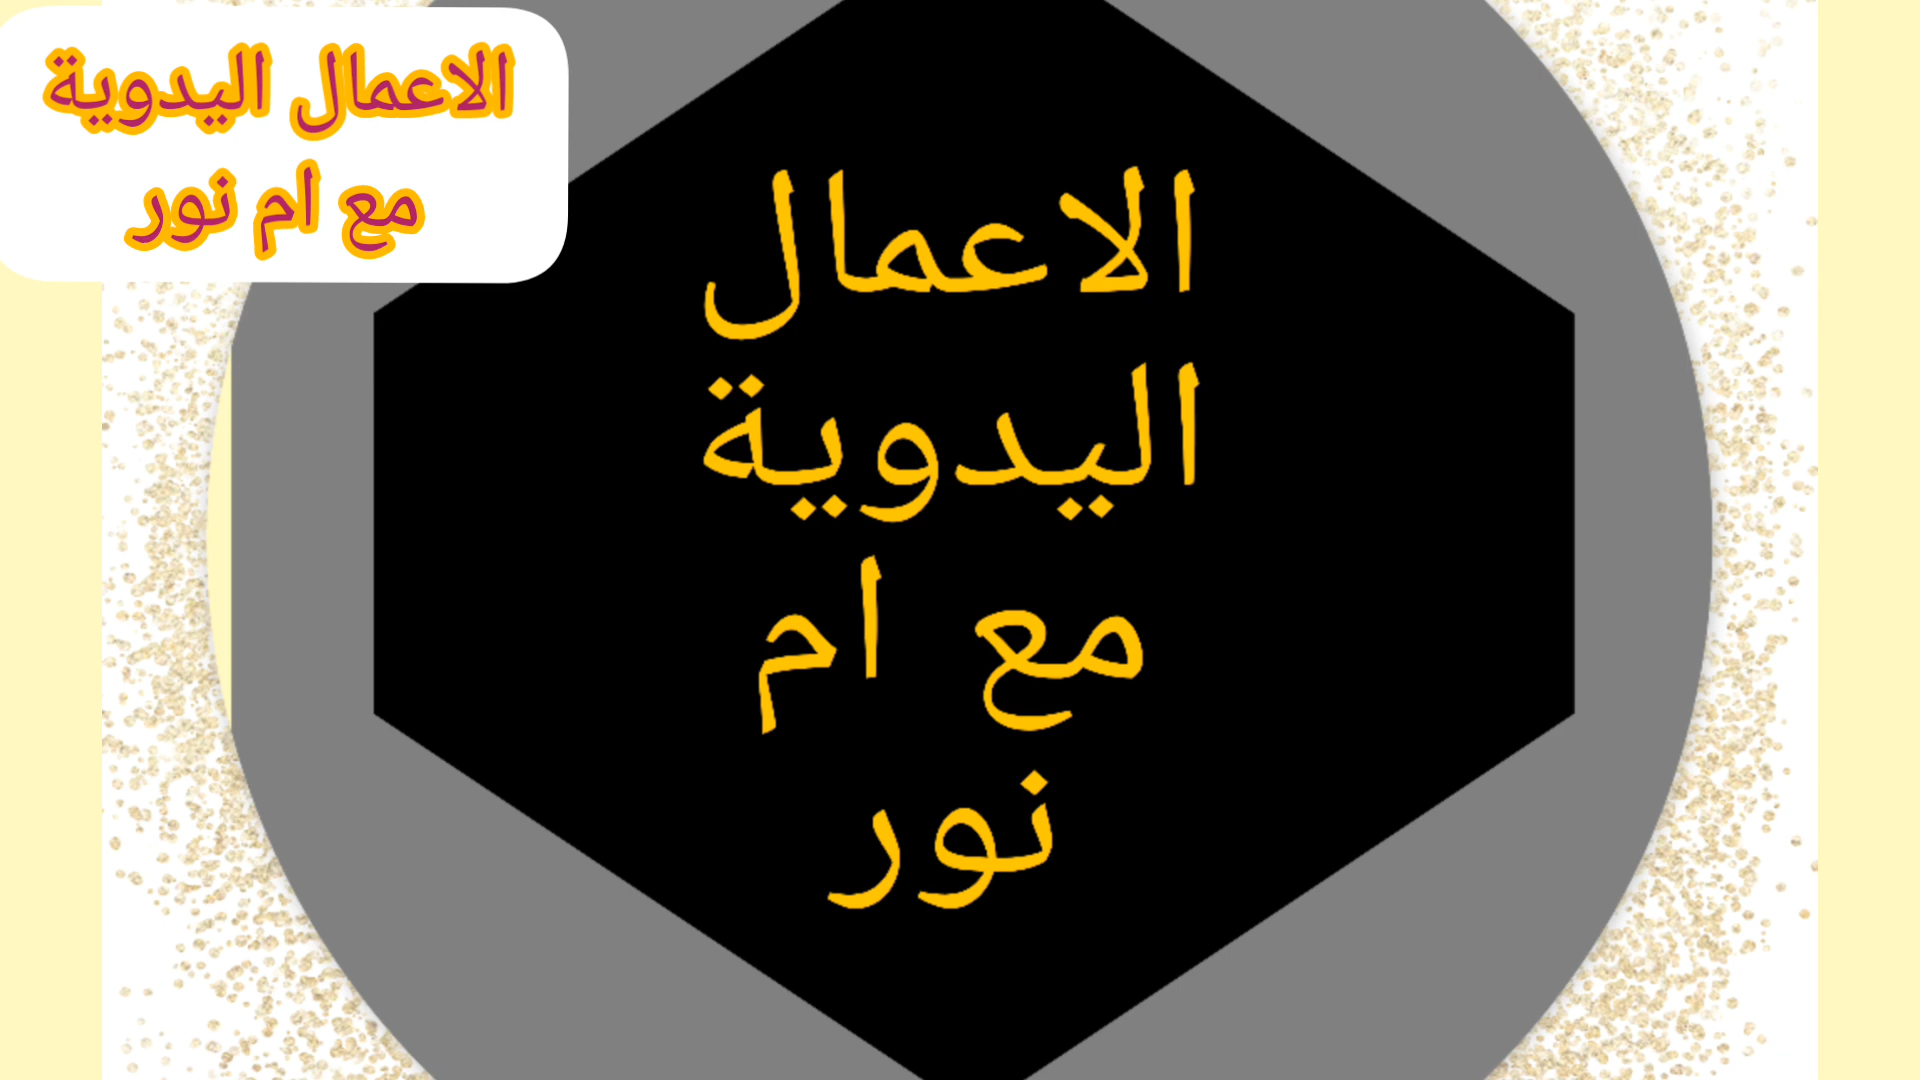 الاعمال اليدوية
مع ام نور
الاعمال
اليدوية
مع ام
نور